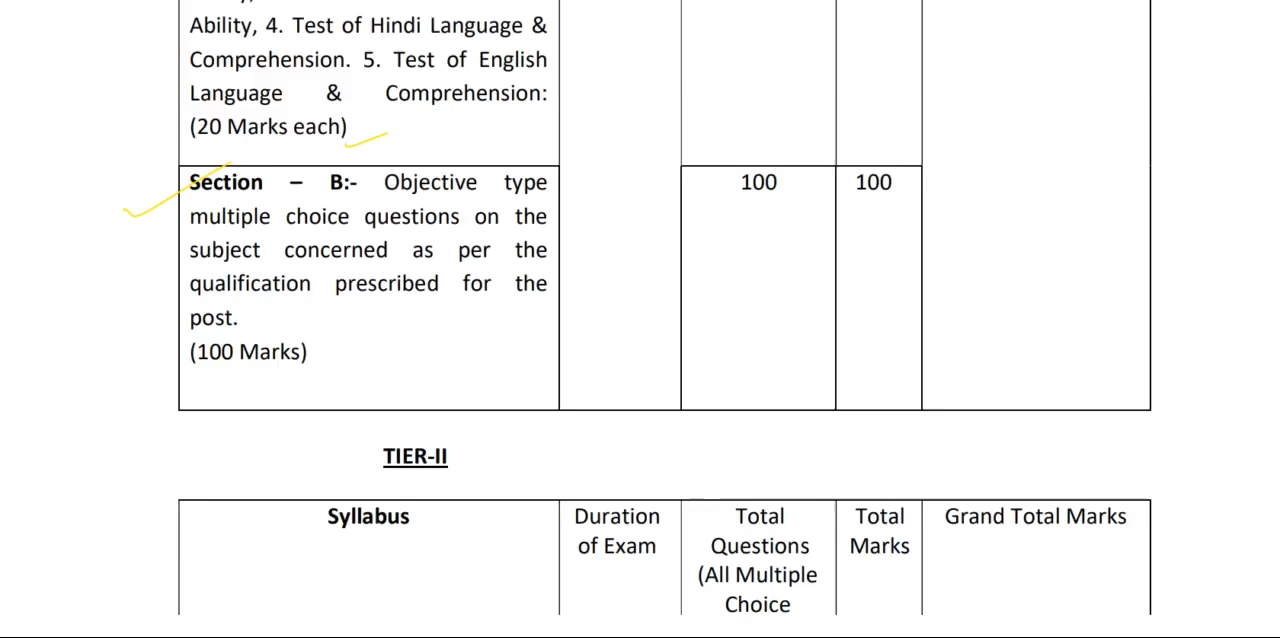 Ability, 4. Test of Hindi Language &
Comprehension. 5. Test of English
Language & Comprehension:
(20 Marks each)
Section – B:- Objective type
multiple choice questions on the
subject concerned as per the
qualification prescribed for the
post.
(100 Marks)
100
100
TIER-II
Syllabus
Duration
of Exam
Total
Questions
(All Multiple
Choice
Total
Marks
Grand Total Marks